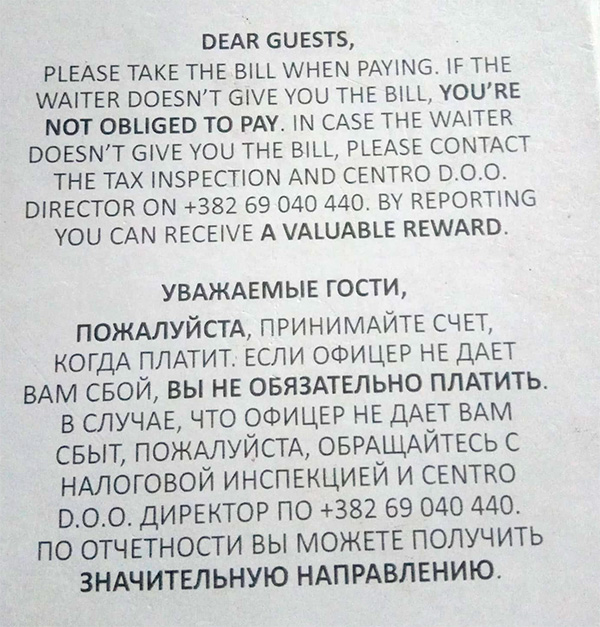 DEAR GUESTS,
PLEASE TAKE THE BILL WHEN PAYING. IF THE
WAITER DOESN'T GIVE YOU THE BILL, YOU'RE
NOT OBLIGED TO PAY. IN CASE THE WAITER
DOESN'T GIVE YOU THE BILL, PLEASE CONTACT
THE TAX INSPECTION AND CENTRO D.O.O.
DIRECTOR ON +382 69 040 440. BY REPORTING
YOU CAN RECEIVE A VALUABLE REWARD.
УВАЖАЕМЫЕ ГОСТИ,
ПОЖАЛУЙСТА, ПРИНИМАЙТЕ СЧЕТ,
КОГДА ПЛАТИТ. ЕСЛИ ОФИЦЕР НЕ ДАЕТ
ВАМ СБОЙ, ВЫ НЕ ОБЯЗАТЕЛЬНО ПЛАТИТЬ.
В СЛУЧАЕ, ЧТО ОФИЦЕР НЕ ДАЕТ ВАМ
СБЫТ, ПОЖАЛУЙСТА, ОБРАЩАЙТЕСЬ С
НАЛОГОВОЙ ИНСПЕКЦИЕЙ И CENTRO
D.O.O. ДИРЕКТОР ПО +382 69 040 440.
ПО ОТЧЕТНОСТИ ВЫ МОЖЕТЕ ПОЛУЧИТЬ
ЗНАЧИТЕЛЬНУЮ НАПРАВЛЕНИЮ.